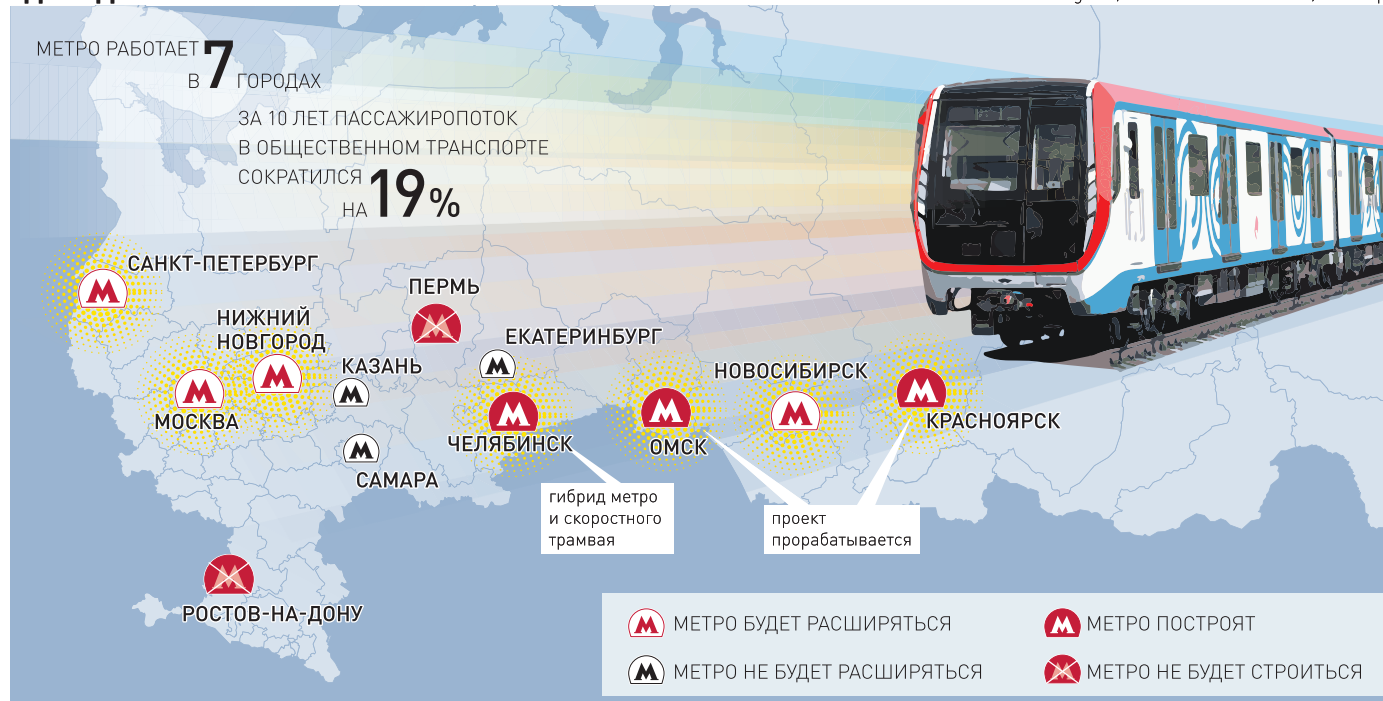 МЕТРО РАБОТАЕТ
В 7 ГОРОДАХ
ЗА 10 ЛЕТ ПАССАЖИРОПОТОК
В ОБЩЕСТВЕННОМ ТРАНСПОРТЕ
СОКРАТИЛСЯ
НА 19%
САНКТ-ПЕТЕРБУРГ
ПЕРМЬ
НИЖНИЙ
НОВГОРОД
ЕКАТЕРИНБУРГ
КАЗАНЬ
НОВОСИБИРСК
МОСКВА
КРАСНОЯРСК
ЧЕЛЯБИНСК
ОМСК
САМАРА
гибрид метро
и скоростного
трамвая
проект
прорабатывается
РОСТОВ-НА-ДОНУ
М МЕТРО БУДЕТ РАСШИРЯТЬСЯ
М МЕТРО НЕ БУДЕТ РАСШИРЯТЬСЯ
М МЕТРО ПОСТРОЯТ
М МЕТРО НЕ БУДЕТ СТРОИТЬСЯ